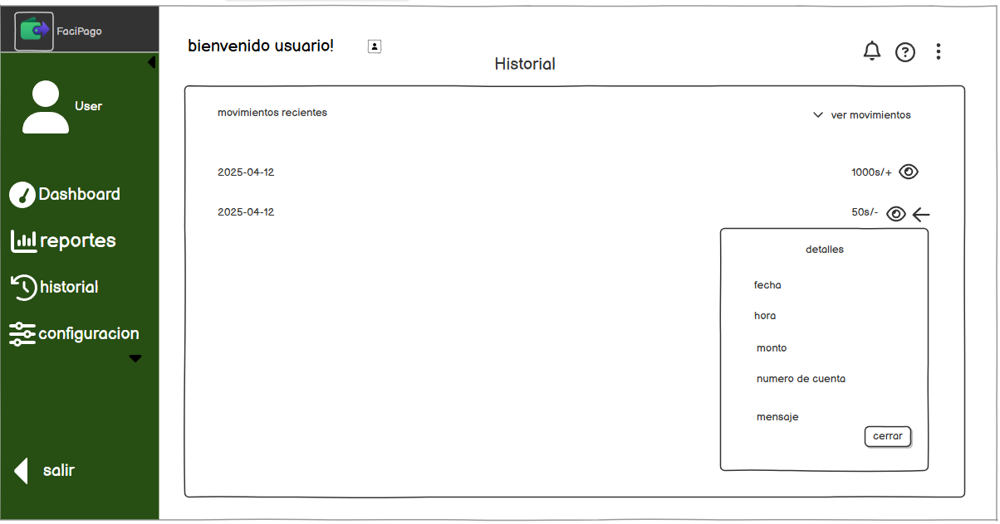 FaciPago
bienvenido usuario!
Historial
User
movimientos recientes
ver movimientos
2025-04-12
1000s/+
Dashboard
2025-04-12
50s/-
reportes
detalles
historial
fecha
hora
configuracion
monto
numero de cuenta
mensaje
cerrar
salir